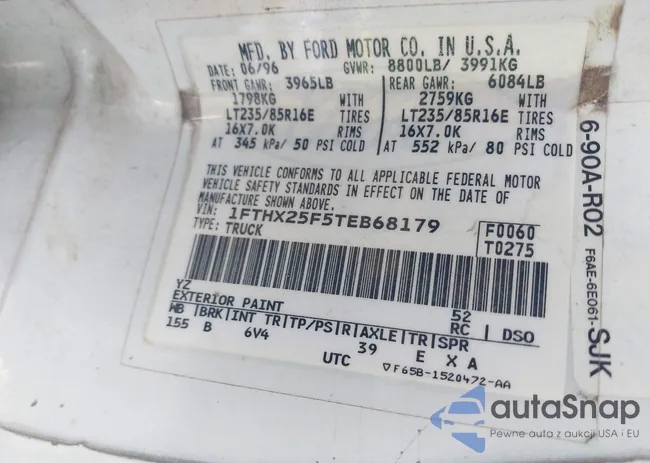 MFD. BY FORD MOTOR CO. IN U.S.A.
DATE: 06/96 GVWR: 8800LB/ 3991KG
FRONT GAWR: 3965LB REAR GAWR: 6084LB
1798KG WITH 2759KG WITH
LT235/85R16E TIRES LT235/85R16E TIRES
16X7.0K RIMS 16X7.0K RIMS
AT 345 kPa/ 50 PSI COLD AT 552 kPa/ 80 PSI COLD
THIS VEHICLE CONFORMS TO ALL APPLICABLE FEDERAL MOTOR
VEHICLE SAFETY STANDARDS IN EFFECT ON THE DATE OF
MANUFACTURE SHOWN ABOVE.
VIN: 1FTHX25F5TEB68179 F0060
TYPE: TRUCK T0275
YZ
EXTERIOR PAINT 52 RC DSO
WB BRK INT TR TP/PS R AXLE TR SPR
155 B 6V4 39 E X A
UTC ▽F65B-1520472-AA
6-90A-R02 F6AE-6E061-SJK
autoSnap
Pewne auta z aukcji USA i EU